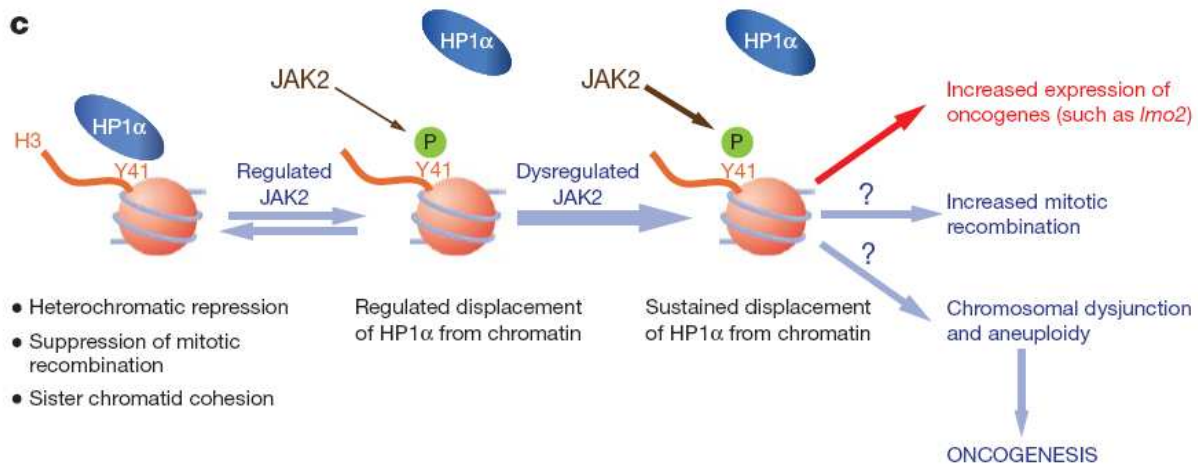 c
HP1α
H3
Y41
Regulated
JAK2
JAK2
HP1α
P
Y41
Dysregulated
JAK2
JAK2
HP1α
P
Y41
Increased expression of
oncogenes (such as lmo2)
?
Increased mitotic
recombination
?
Chromosomal dysjunction
and aneuploidy
ONCOGENESIS
● Heterochromatic repression
● Suppression of mitotic
recombination
● Sister chromatid cohesion
Regulated displacement
of HP1α from chromatin
Sustained displacement
of HP1α from chromatin